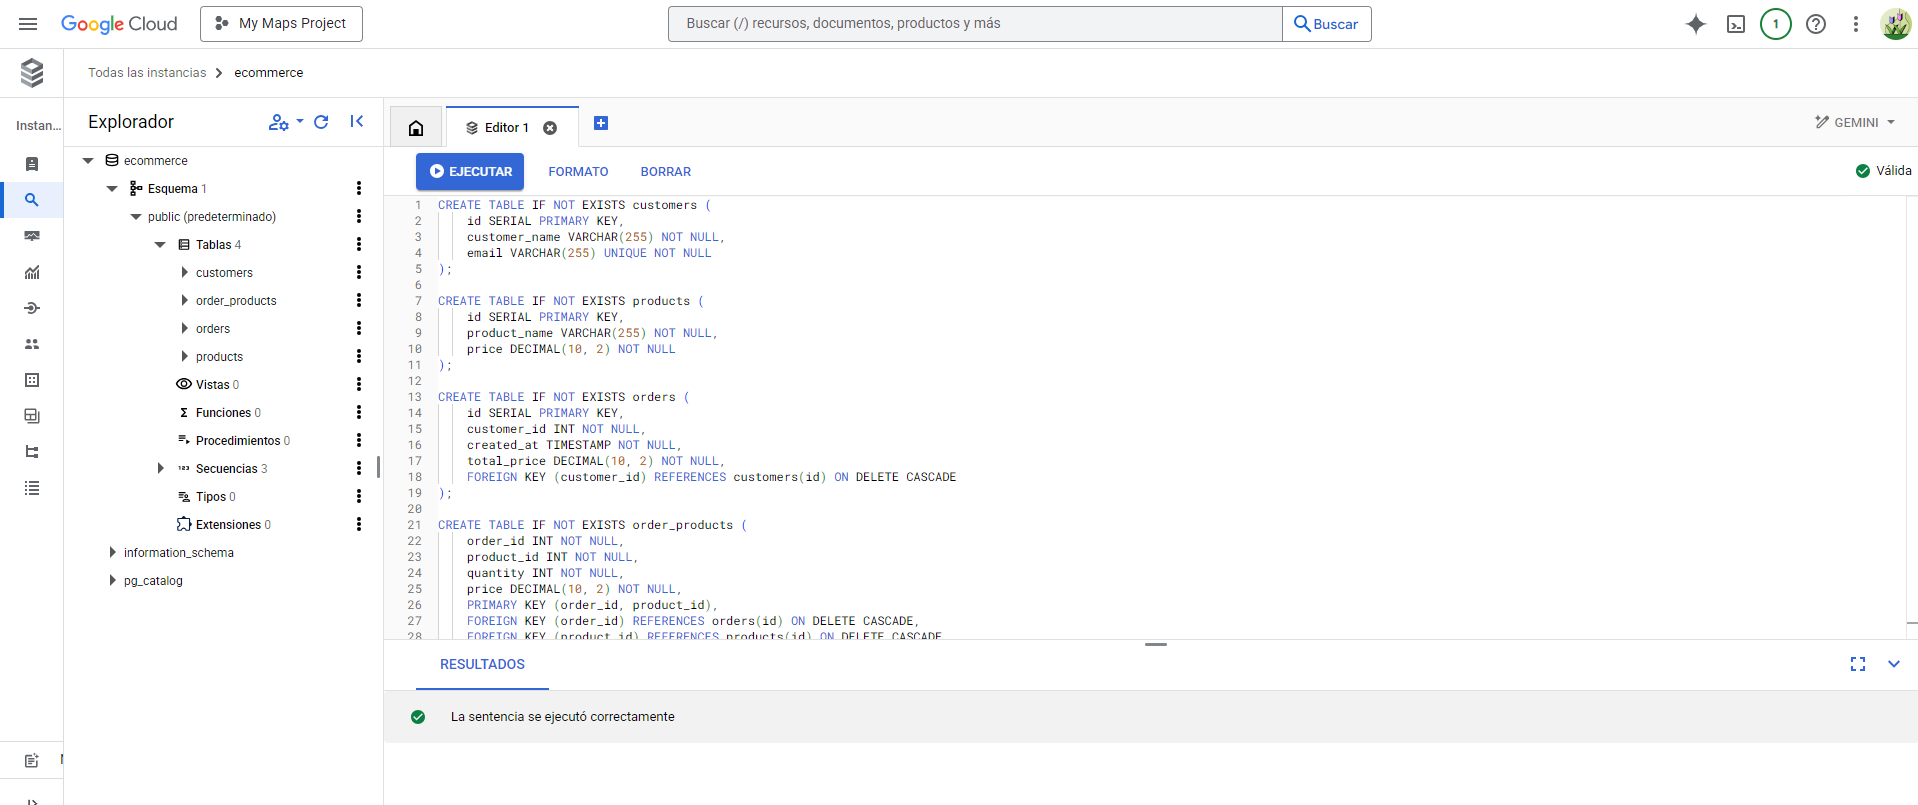 Google Cloud
My Maps Project
Buscar (/) recursos, documentos, productos y más
Buscar
1
Todas las instancias
ecommerce
Instan...
Explorador
Editor 1
GEMINI
EJECUTAR
FORMATO
BORRAR
Válida
ecommerce
Esquema 1
public (predeterminado)
Tablas 4
customers
order_products
orders
products
Vistas 0
Funciones 0
Procedimientos 0
Secuencias 3
Tipos 0
Extensiones 0
information_schema
pg_catalog
1 CREATE TABLE IF NOT EXISTS customers (
2 id SERIAL PRIMARY KEY,
3 customer_name VARCHAR(255) NOT NULL,
4 email VARCHAR(255) UNIQUE NOT NULL
5 );
6
7 CREATE TABLE IF NOT EXISTS products (
8 id SERIAL PRIMARY KEY,
9 product_name VARCHAR(255) NOT NULL,
10 price DECIMAL(10, 2) NOT NULL
11 );
12
13 CREATE TABLE IF NOT EXISTS orders (
14 id SERIAL PRIMARY KEY,
15 customer_id INT NOT NULL,
16 created_at TIMESTAMP NOT NULL,
17 total_price DECIMAL(10, 2) NOT NULL,
18 FOREIGN KEY (customer_id) REFERENCES customers(id) ON DELETE CASCADE
19 );
20
21 CREATE TABLE IF NOT EXISTS order_products (
22 order_id INT NOT NULL,
23 product_id INT NOT NULL,
24 quantity INT NOT NULL,
25 price DECIMAL(10, 2) NOT NULL,
26 PRIMARY KEY (order_id, product_id),
27 FOREIGN KEY (order_id) REFERENCES orders(id) ON DELETE CASCADE,
28 FOREIGN KEY (product_id) REFERENCES products(id) ON DELETE CASCADE
RESULTADOS
La sentencia se ejecutó correctamente